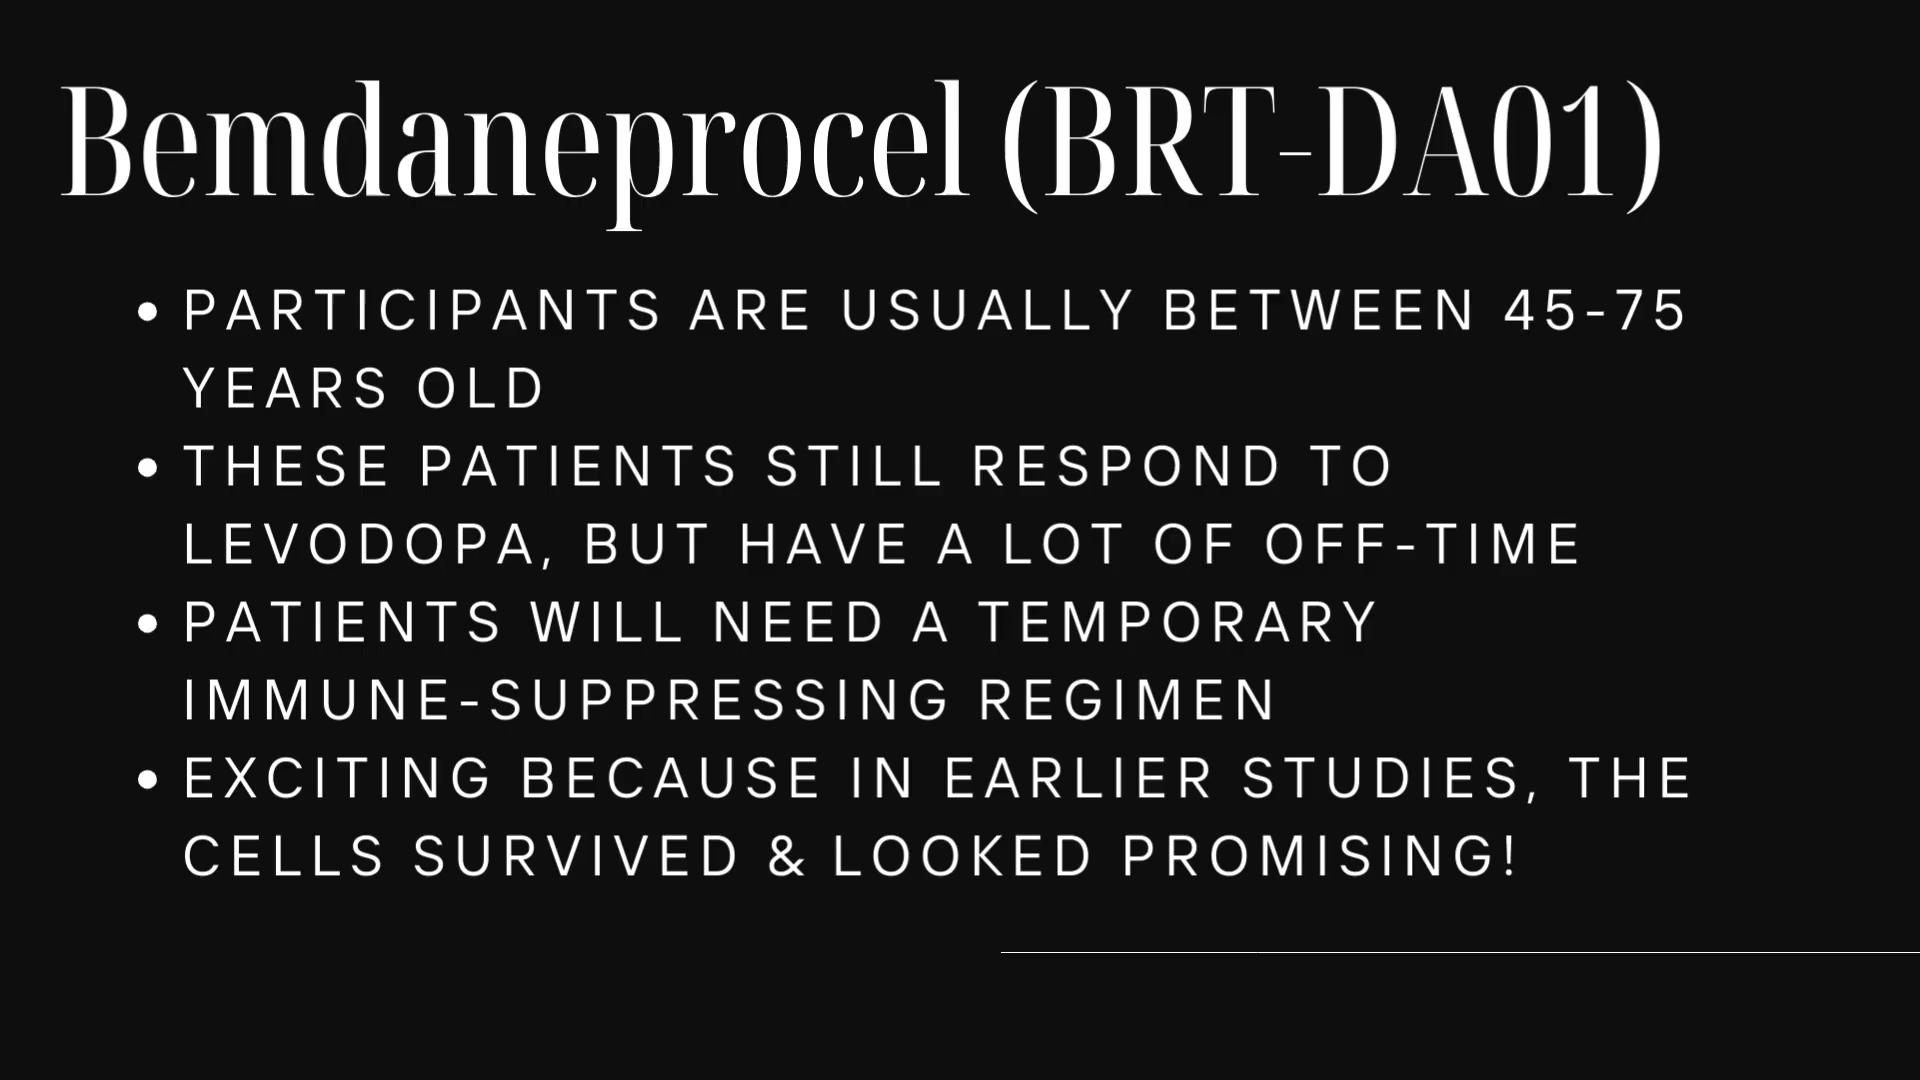 Bemdaneprocel (BRT-DA01)
• PARTICIPANTS ARE USUALLY BETWEEN 45-75
YEARS OLD
• THESE PATIENTS STILL RESPOND TO
LEVODOPA, BUT HAVE A LOT OF OFF-TIME
• PATIENTS WILL NEED A TEMPORARY
IMMUNE-SUPPRESSING REGIMEN
• EXCITING BECAUSE IN EARLIER STUDIES, THE
CELLS SURVIVED & LOOKED PROMISING!